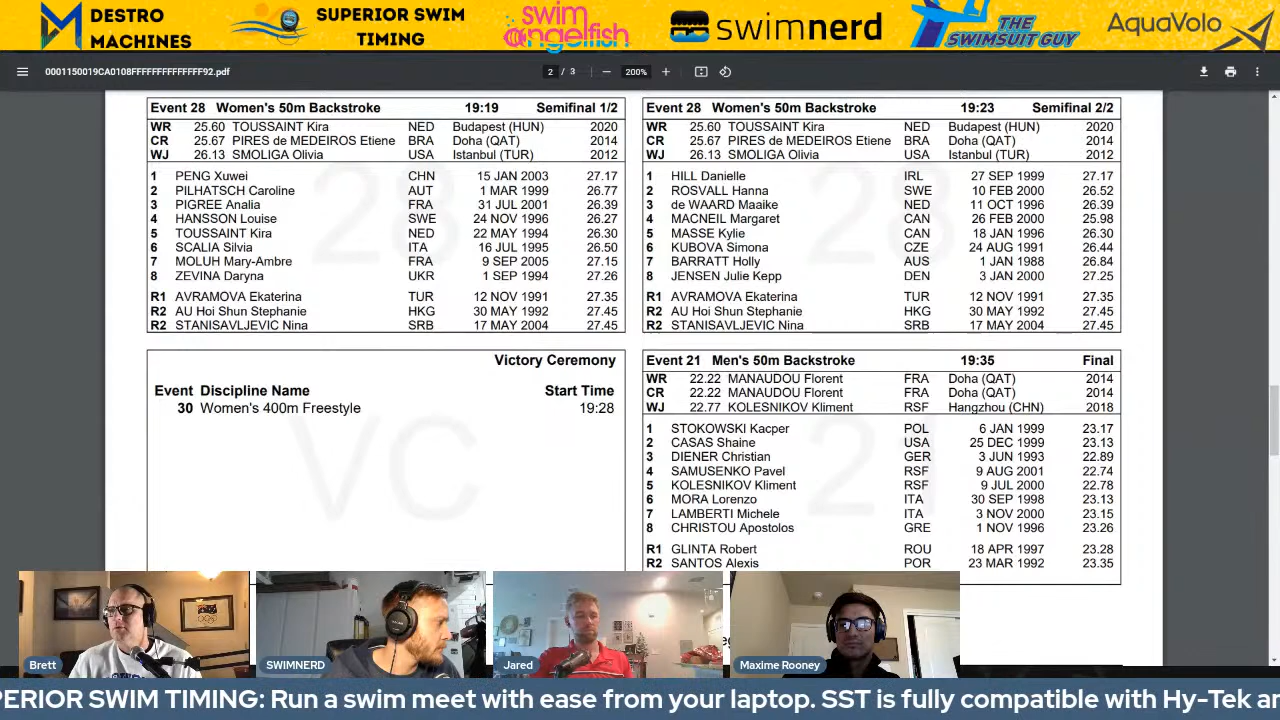 DESTRO MACHINES
SUPERIOR SWIM TIMING
swim angelfish
swimnerd
THE SWIMSUIT GUY
AquaVolo
0001150019CA0108FFFFFFFFFFFFFF92.pdf
2 / 3
200%
Event 28 Women's 50m Backstroke 19:19 Semifinal 1/2
WR 25.60 TOUSSAINT Kira NED Budapest (HUN) 2020
CR 25.67 PIRES de MEDEIROS Etiene BRA Doha (QAT) 2014
WJ 26.13 SMOLIGA Olivia USA Istanbul (TUR) 2012
1 PENG Xuwei CHN 15 JAN 2003 27.17
2 PILHATSCH Caroline AUT 1 MAR 1999 26.77
3 PIGREE Analia FRA 31 JUL 2001 26.39
4 HANSSON Louise SWE 24 NOV 1996 26.27
5 TOUSSAINT Kira NED 22 MAY 1994 26.30
6 SCALIA Silvia ITA 16 JUL 1995 26.50
7 MOLUH Mary-Ambre FRA 9 SEP 2005 27.15
8 ZEVINA Daryna UKR 1 SEP 1994 27.26
R1 AVRAMOVA Ekaterina TUR 12 NOV 1991 27.35
R2 AU Hoi Shun Stephanie HKG 30 MAY 1992 27.45
R2 STANISAVLJEVIC Nina SRB 17 MAY 2004 27.45
28
Event 28 Women's 50m Backstroke 19:23 Semifinal 2/2
WR 25.60 TOUSSAINT Kira NED Budapest (HUN) 2020
CR 25.67 PIRES de MEDEIROS Etiene BRA Doha (QAT) 2014
WJ 26.13 SMOLIGA Olivia USA Istanbul (TUR) 2012
1 HILL Danielle IRL 27 SEP 1999 27.17
2 ROSVALL Hanna SWE 10 FEB 2000 26.52
3 de WAARD Maaike NED 11 OCT 1996 26.39
4 MACNEIL Margaret CAN 26 FEB 2000 25.98
5 MASSE Kylie CAN 18 JAN 1996 26.30
6 KUBOVA Simona CZE 24 AUG 1991 26.44
7 BARRATT Holly AUS 1 JAN 1988 26.84
8 JENSEN Julie Kepp DEN 3 JAN 2000 27.25
R1 AVRAMOVA Ekaterina TUR 12 NOV 1991 27.35
R2 AU Hoi Shun Stephanie HKG 30 MAY 1992 27.45
R2 STANISAVLJEVIC Nina SRB 17 MAY 2004 27.45
28
Victory Ceremony
Event Discipline Name Start Time
30 Women's 400m Freestyle 19:28
VC
Event 21 Men's 50m Backstroke 19:35 Final
WR 22.22 MANAUDOU Florent FRA Doha (QAT) 2014
CR 22.22 MANAUDOU Florent FRA Doha (QAT) 2014
WJ 22.77 KOLESNIKOV Kliment RSF Hangzhou (CHN) 2018
1 STOKOWSKI Kacper POL 6 JAN 1999 23.17
2 CASAS Shaine USA 25 DEC 1999 23.13
3 DIENER Christian GER 3 JUN 1993 22.89
4 SAMUSENKO Pavel RSF 9 AUG 2001 22.74
5 KOLESNIKOV Kliment RSF 9 JUL 2000 22.78
6 MORA Lorenzo ITA 30 SEP 1998 23.13
7 LAMBERTI Michele ITA 3 NOV 2000 23.15
8 CHRISTOU Apostolos GRE 1 NOV 1996 23.26
R1 GLINTA Robert ROU 18 APR 1997 23.28
R2 SANTOS Alexis POR 23 MAR 1992 23.35
21
Brett
SWIMNERD
Jared
Maxime Rooney
PERIOR SWIM TIMING: Run a swim meet with ease from your laptop. SST is fully compatible with Hy-Tek a